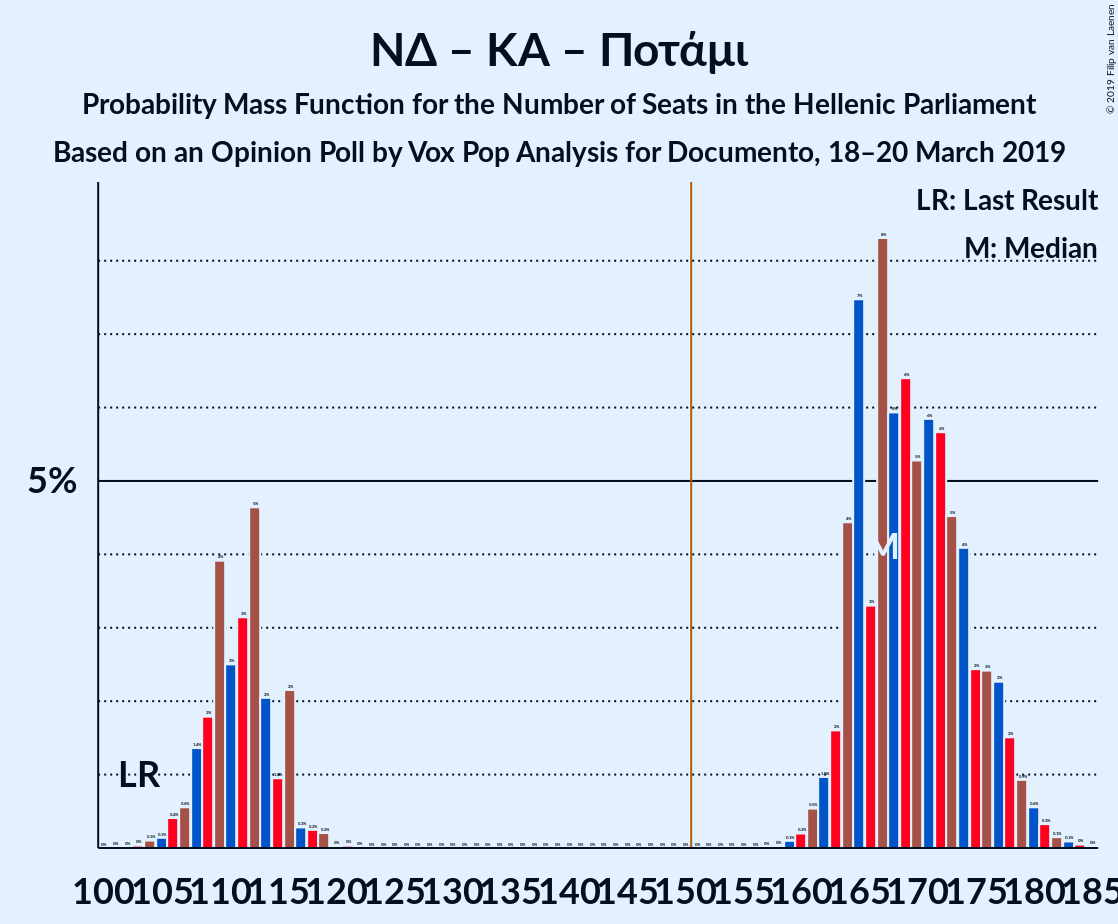 ΝΔ – ΚΑ – Ποτάμι
Probability Mass Function for the Number of Seats in the Hellenic Parliament
Based on an Opinion Poll by Vox Pop Analysis for Documento, 18–20 March 2019
© 2019 Filip van Laenen
LR: Last Result
M: Median
5%
M
LR
100 105 110 115 120 125 130 135 140 145 150 155 160 165 170 175 180 185